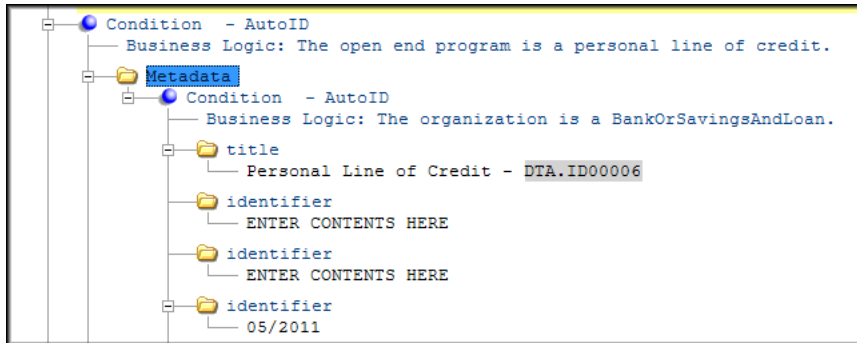 Condition - AutoID
Business Logic: The open end program is a personal line of credit.
Metadata
Condition - AutoID
Business Logic: The organization is a BankOrSavingsAndLoan.
title
Personal Line of Credit - DTA.ID00006
identifier
ENTER CONTENTS HERE
identifier
ENTER CONTENTS HERE
identifier
05/2011